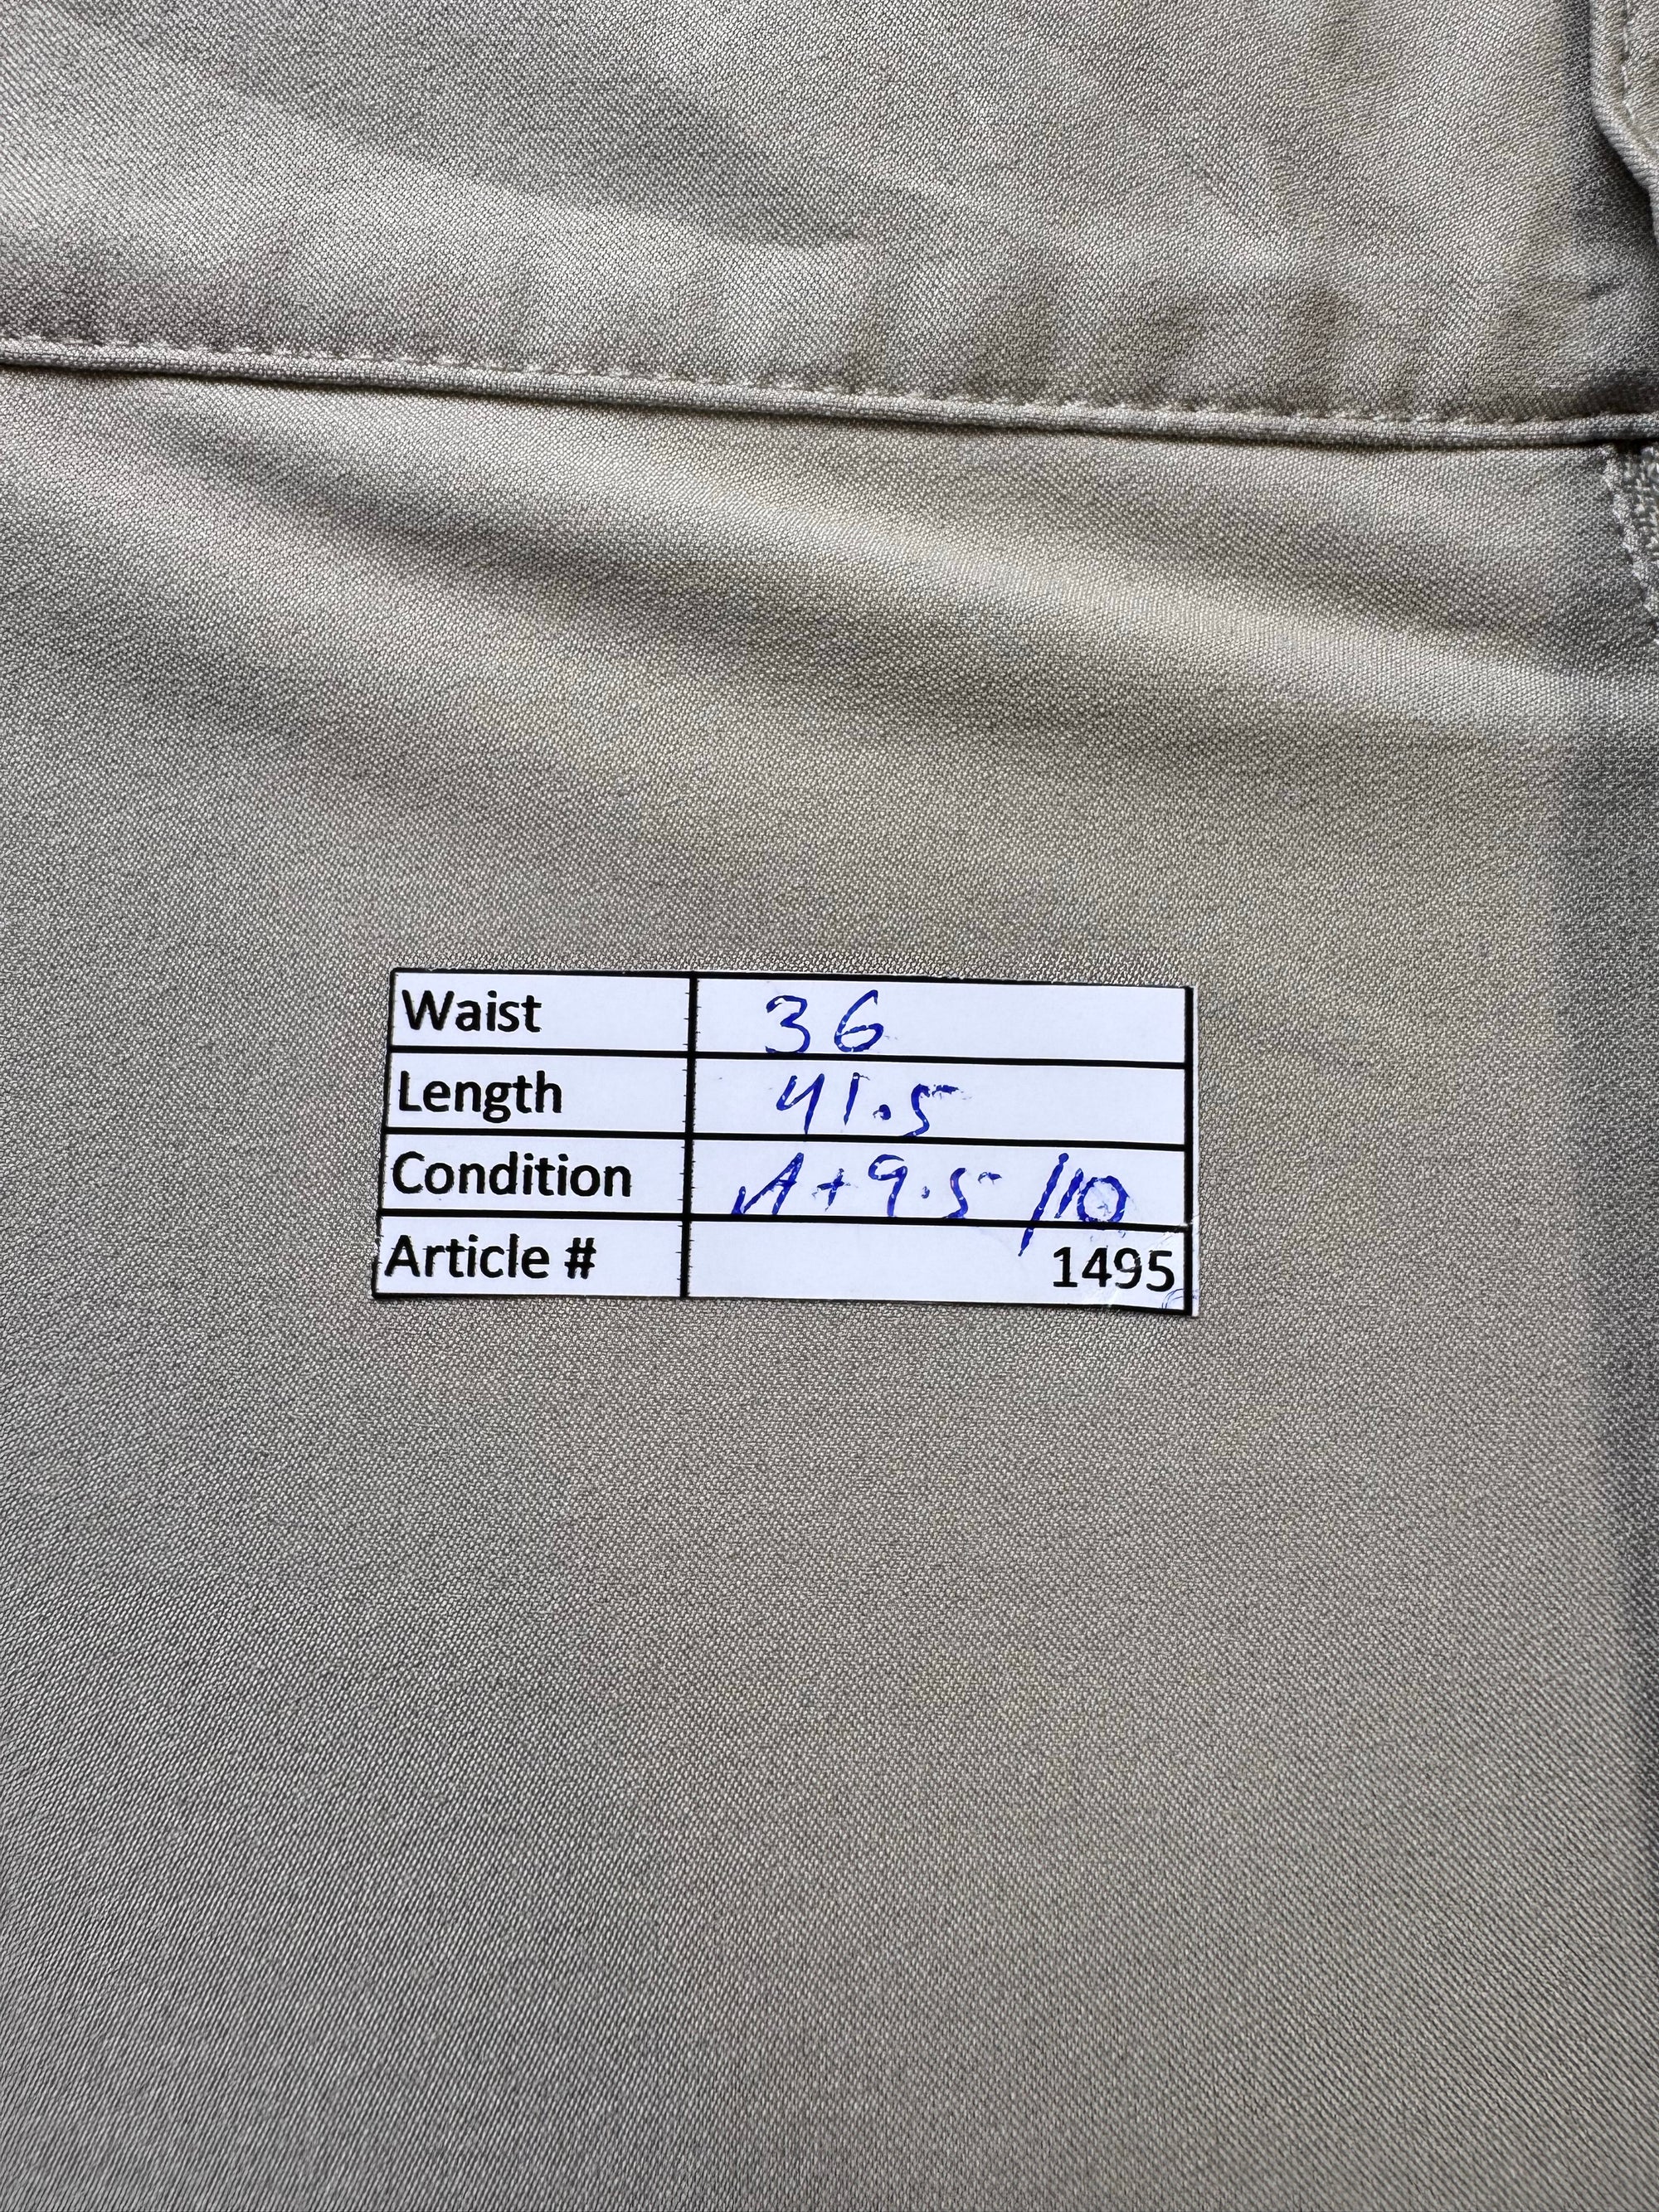 Waist 36
Length 41.5
Condition A+ 9.5 /10
Article # 1495